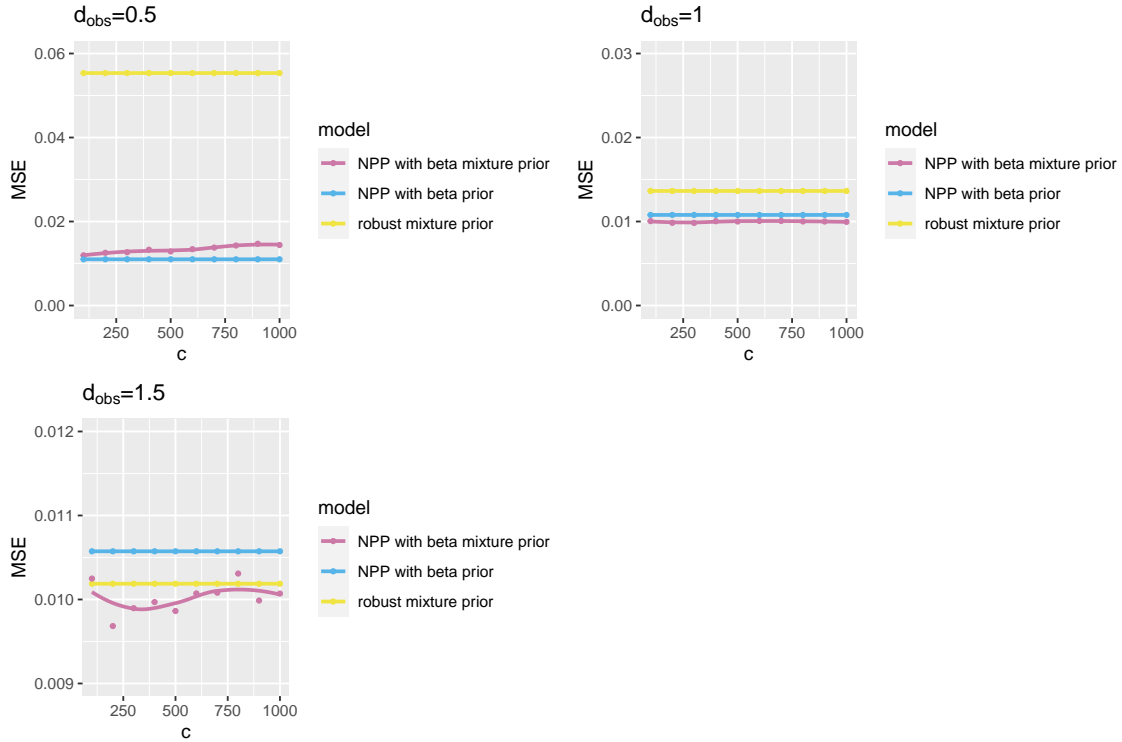 d_obs=0.5
0.06
0.04
0.02
0.00
MSE
250 500 750 1000
c
model
NPP with beta mixture prior
NPP with beta prior
robust mixture prior
d_obs=1
0.03
0.02
0.01
0.00
MSE
250 500 750 1000
c
model
NPP with beta mixture prior
NPP with beta prior
robust mixture prior
d_obs=1.5
0.012
0.011
0.010
0.009
MSE
250 500 750 1000
c
model
NPP with beta mixture prior
NPP with beta prior
robust mixture prior